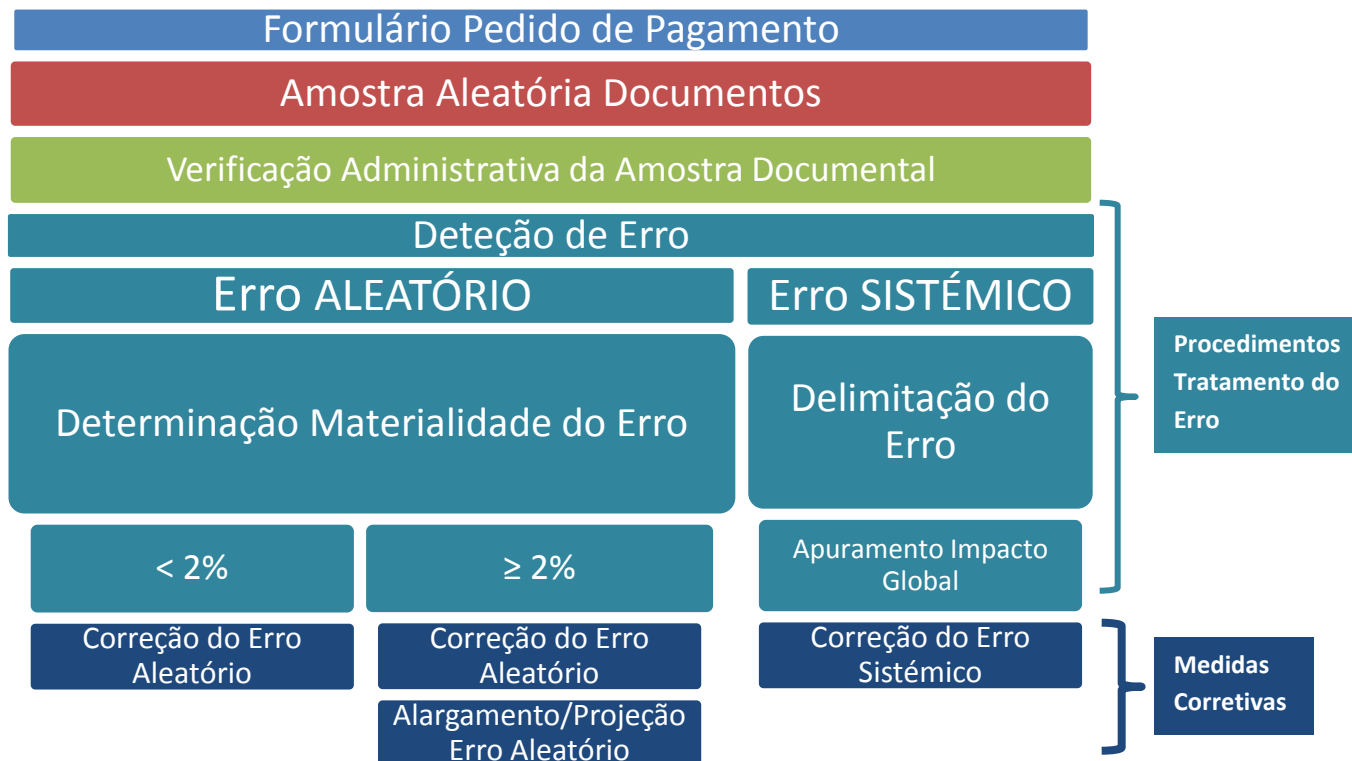 Formulário Pedido de Pagamento
Amostra Aleatória Documentos
Verificação Administrativa da Amostra Documental
Deteção de Erro
Erro ALEATÓRIO
Erro SISTÉMICO
Determinação Materialidade do Erro
Delimitação do
Erro
< 2%
≥ 2%
Apuramento Impacto
Global
Correção do Erro
Aleatório
Correção do Erro
Aleatório
Correção do Erro
Sistémico
Alargamento/Projeção
Erro Aleatório
Procedimentos
Tratamento do
Erro
Medidas
Corretivas